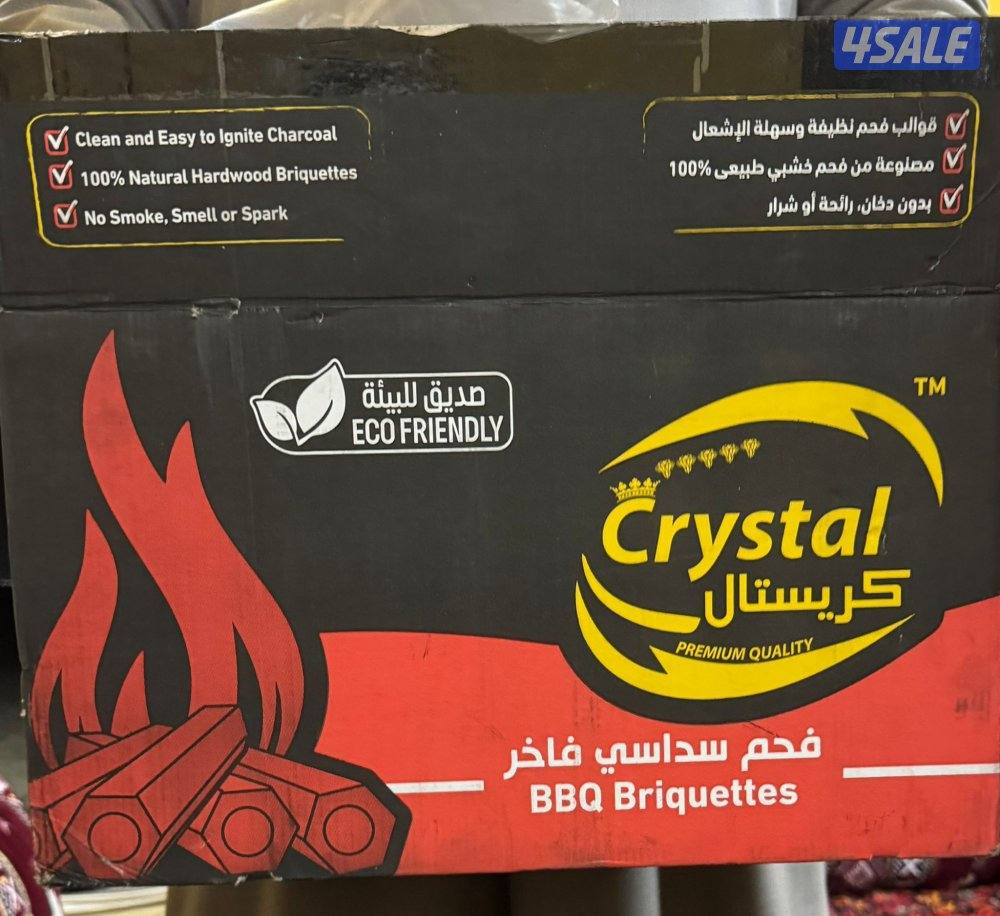 4SALE
Clean and Easy to Ignite Charcoal
100% Natural Hardwood Briquettes
No Smoke, Smell or Spark
قوالب فحم نظيفة وسهلة الإشعال
مصنوعة من فحم خشبي طبيعى 100%
بدون دخان، رائحة أو شرار
صديق للبيئة
ECO FRIENDLY
TM
Crystal
كريستال
PREMIUM QUALITY
فحم سداسي فاخر
BBQ Briquettes